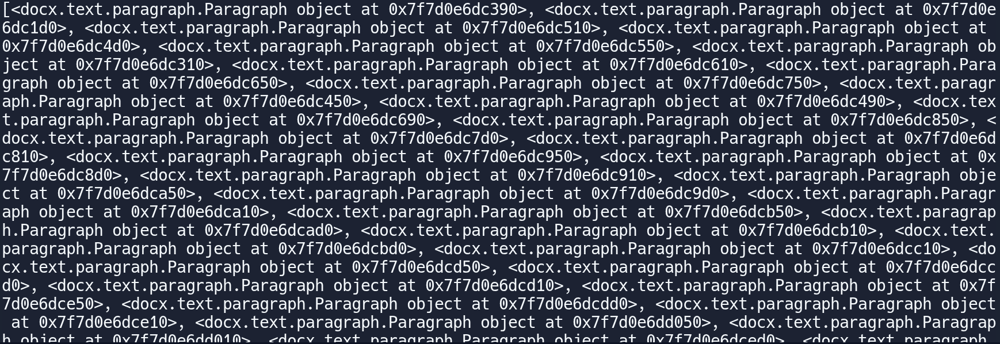 [<docx.text.paragraph.Paragraph object at 0x7f7d0e6dc390>, <docx.text.paragraph.Paragraph object at 0x7f7d0e
6dc1d0>, <docx.text.paragraph.Paragraph object at 0x7f7d0e6dc510>, <docx.text.paragraph.Paragraph object at
0x7f7d0e6dc4d0>, <docx.text.paragraph.Paragraph object at 0x7f7d0e6dc550>, <docx.text.paragraph.Paragraph ob
ject at 0x7f7d0e6dc310>, <docx.text.paragraph.Paragraph object at 0x7f7d0e6dc610>, <docx.text.paragraph.Para
graph object at 0x7f7d0e6dc650>, <docx.text.paragraph.Paragraph object at 0x7f7d0e6dc750>, <docx.text.paragr
aph.Paragraph object at 0x7f7d0e6dc450>, <docx.text.paragraph.Paragraph object at 0x7f7d0e6dc490>, <docx.tex
t.paragraph.Paragraph object at 0x7f7d0e6dc690>, <docx.text.paragraph.Paragraph object at 0x7f7d0e6dc850>, <
docx.text.paragraph.Paragraph object at 0x7f7d0e6dc7d0>, <docx.text.paragraph.Paragraph object at 0x7f7d0e6d
c810>, <docx.text.paragraph.Paragraph object at 0x7f7d0e6dc950>, <docx.text.paragraph.Paragraph object at 0x
7f7d0e6dc8d0>, <docx.text.paragraph.Paragraph object at 0x7f7d0e6dc910>, <docx.text.paragraph.Paragraph obje
ct at 0x7f7d0e6dca50>, <docx.text.paragraph.Paragraph object at 0x7f7d0e6dc9d0>, <docx.text.paragraph.Paragr
aph object at 0x7f7d0e6dca10>, <docx.text.paragraph.Paragraph object at 0x7f7d0e6dcb50>, <docx.text.paragrap
h.Paragraph object at 0x7f7d0e6dcad0>, <docx.text.paragraph.Paragraph object at 0x7f7d0e6dcb10>, <docx.text.
paragraph.Paragraph object at 0x7f7d0e6dcbd0>, <docx.text.paragraph.Paragraph object at 0x7f7d0e6dcc10>, <do
cx.text.paragraph.Paragraph object at 0x7f7d0e6dcd50>, <docx.text.paragraph.Paragraph object at 0x7f7d0e6dcc
d0>, <docx.text.paragraph.Paragraph object at 0x7f7d0e6dcd10>, <docx.text.paragraph.Paragraph object at 0x7f
7d0e6dce50>, <docx.text.paragraph.Paragraph object at 0x7f7d0e6dcdd0>, <docx.text.paragraph.Paragraph object
 at 0x7f7d0e6dce10>, <docx.text.paragraph.Paragraph object at 0x7f7d0e6dd050>, <docx.text.paragraph.Paragrap
h object at 0x7f7d0e6dd010>, <docx.text.paragraph.Paragraph object at 0x7f7d0e6dced0>, <docx.text.paragraph.